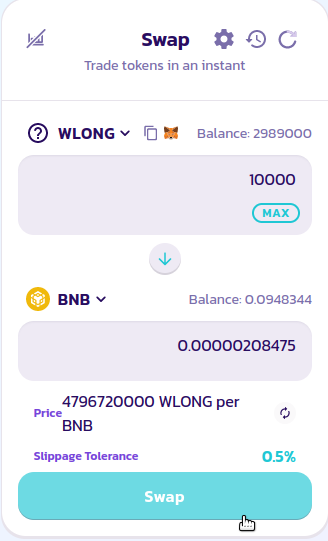 Swap
Trade tokens in an instant
WLONG
Balance: 2989000
10000
MAX
BNB
Balance: 0.0948344
0.00000208475
Price
4796720000 WLONG per
BNB
Slippage Tolerance
0.5%
Swap